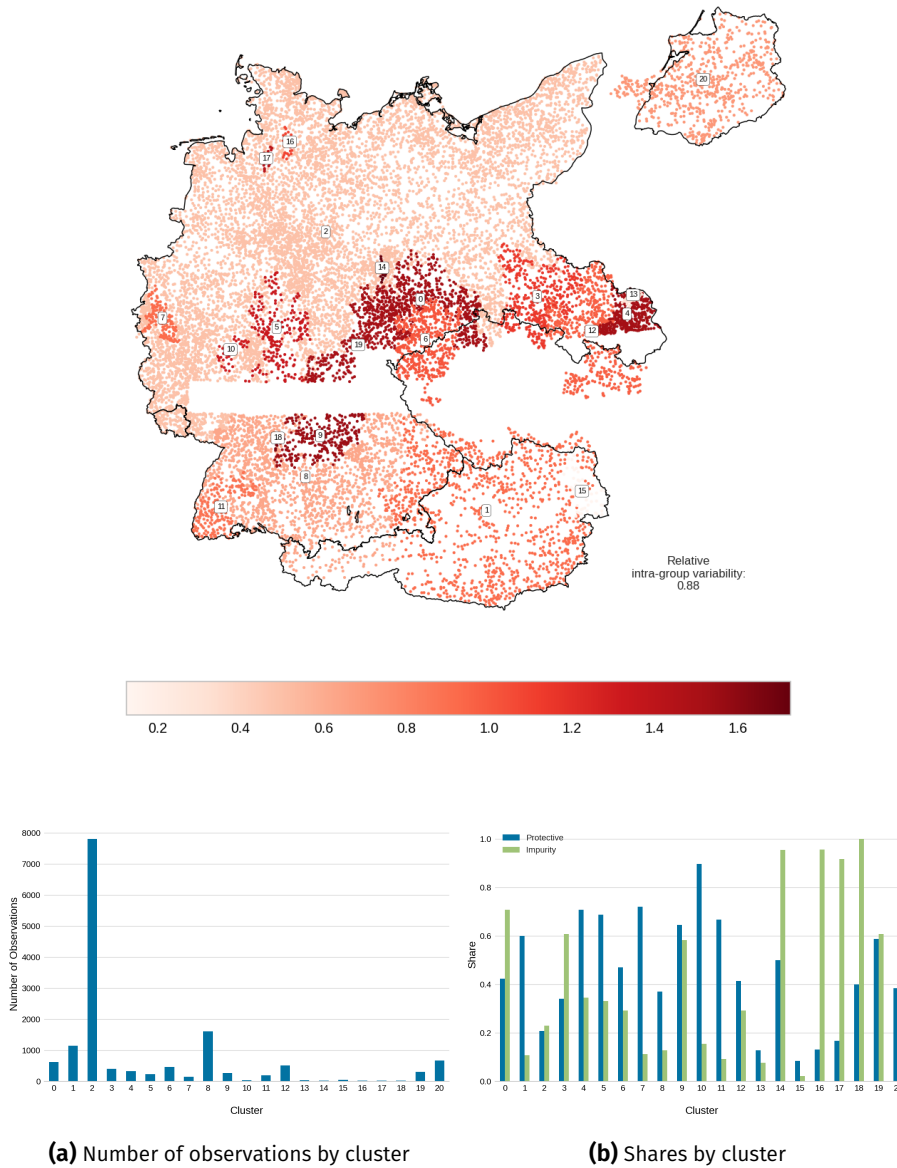 20
16
17
2
14
13
0
3
4
7
5
12
6
10
19
18
9
8
15
11
1
Relative
intra-group variability:
0.88
0.2 0.4 0.6 0.8 1.0 1.2 1.4 1.6
Number of Observations
8000
7000
6000
5000
4000
3000
2000
1000
0
0 1 2 3 4 5 6 7 8 9 10 11 12 13 14 15 16 17 18 19 20
Cluster
(a) Number of observations by cluster
Protective
Impurity
Share
1.0
0.8
0.6
0.4
0.2
0.0
0 1 2 3 4 5 6 7 8 9 10 11 12 13 14 15 16 17 18 19 2
Cluster
(b) Shares by cluster